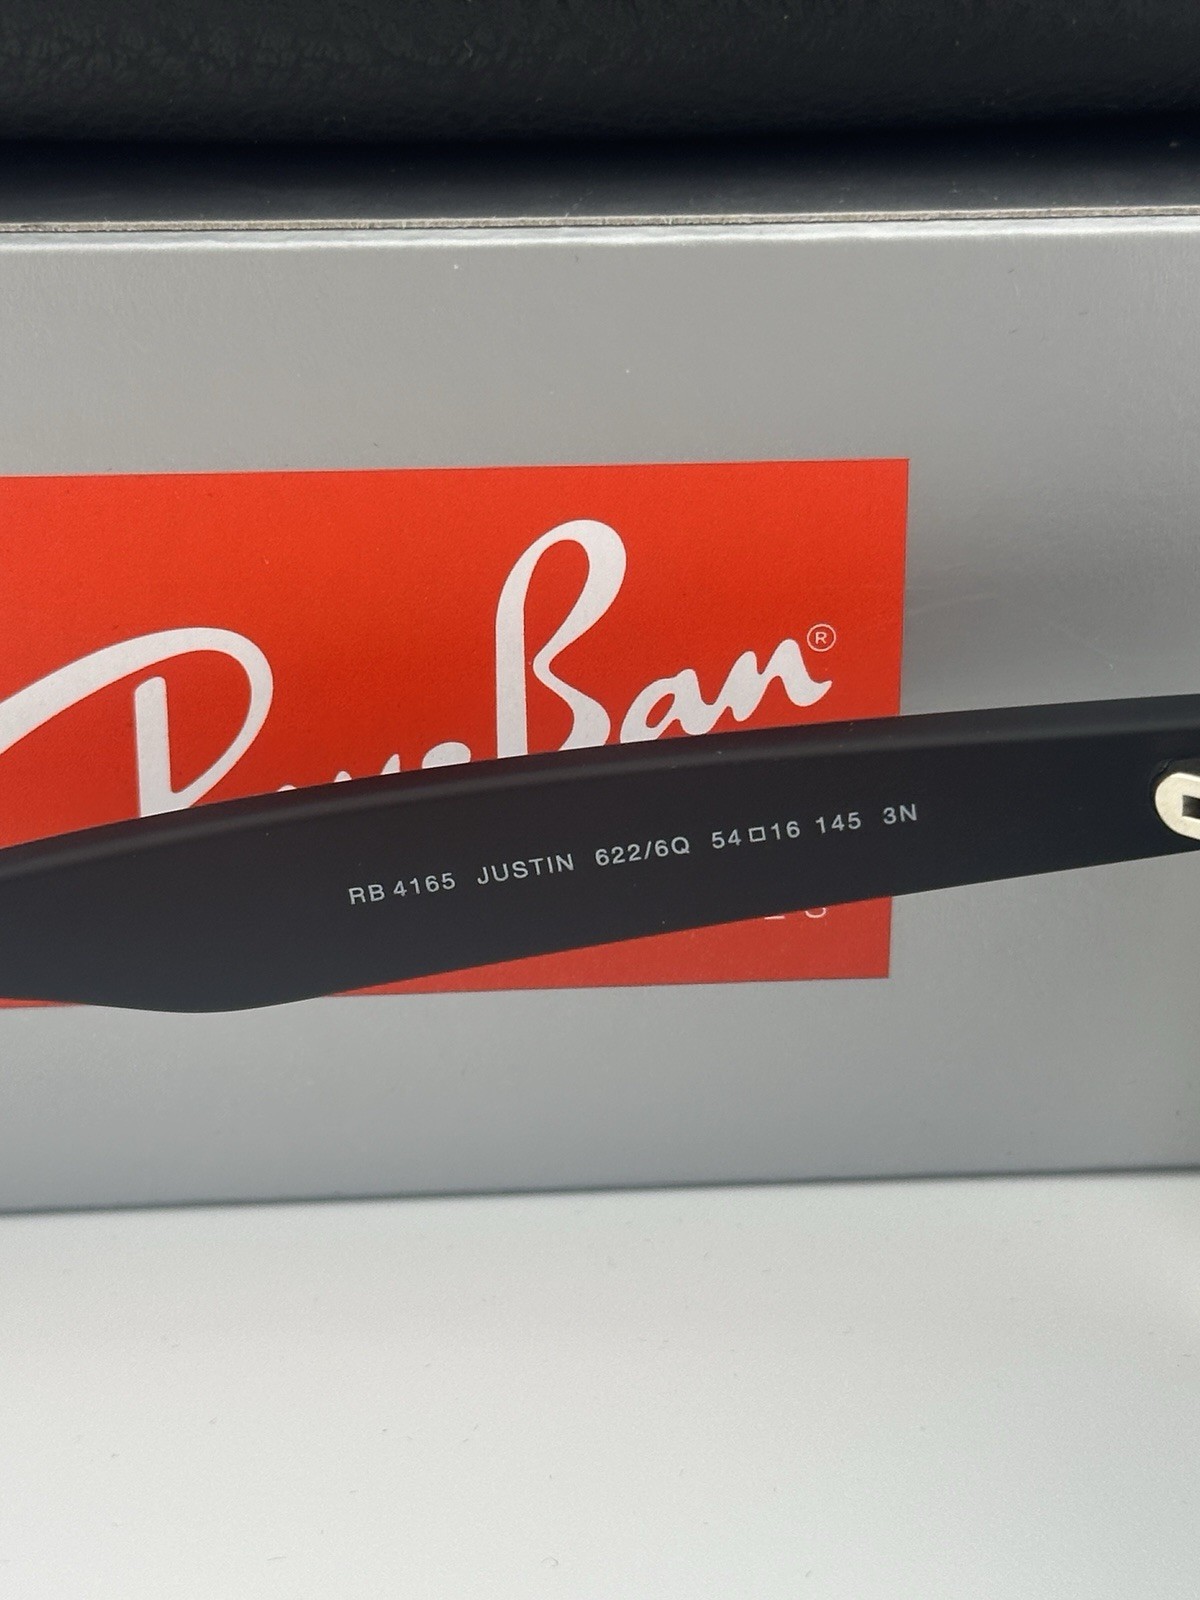 Ray-Ban®
RB 4165 JUSTIN 622/6Q 54□16 145 3N